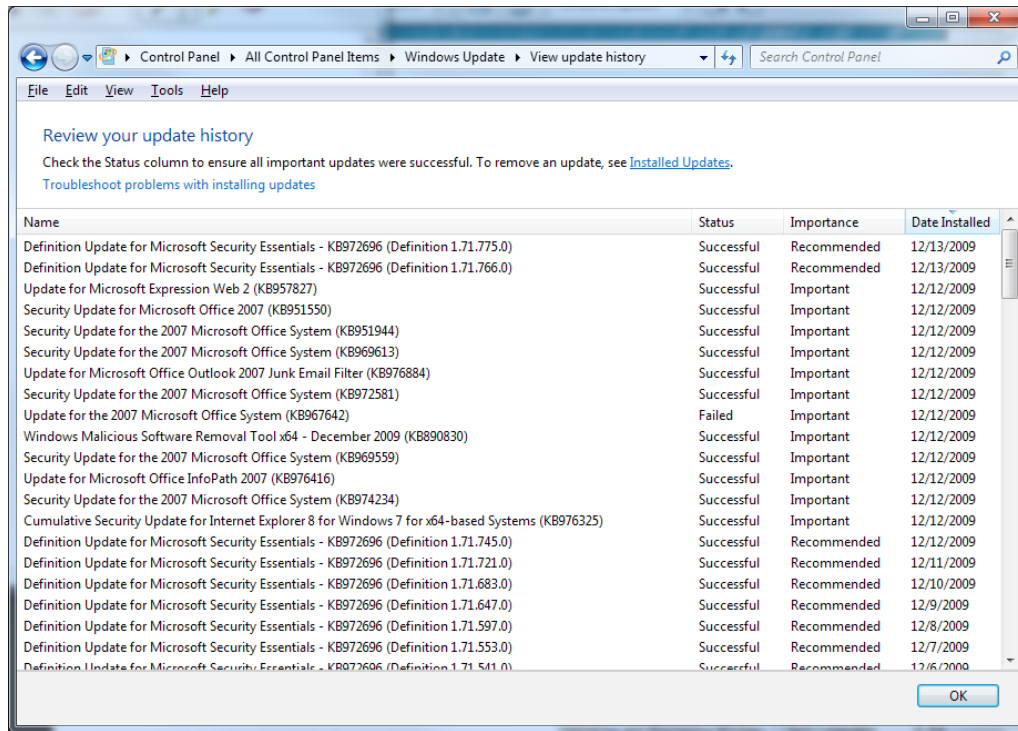 Control Panel ▸ All Control Panel Items ▸ Windows Update ▸ View update history
Search Control Panel
File Edit View Tools Help
Review your update history
Check the Status column to ensure all important updates were successful. To remove an update, see Installed Updates.
Troubleshoot problems with installing updates
Name Status Importance Date Installed
Definition Update for Microsoft Security Essentials - KB972696 (Definition 1.71.775.0) Successful Recommended 12/13/2009
Definition Update for Microsoft Security Essentials - KB972696 (Definition 1.71.766.0) Successful Recommended 12/13/2009
Update for Microsoft Expression Web 2 (KB957827) Successful Important 12/12/2009
Security Update for Microsoft Office 2007 (KB951550) Successful Important 12/12/2009
Security Update for the 2007 Microsoft Office System (KB951944) Successful Important 12/12/2009
Security Update for the 2007 Microsoft Office System (KB969613) Successful Important 12/12/2009
Update for Microsoft Office Outlook 2007 Junk Email Filter (KB976884) Successful Important 12/12/2009
Security Update for the 2007 Microsoft Office System (KB972581) Successful Important 12/12/2009
Update for the 2007 Microsoft Office System (KB967642) Failed Important 12/12/2009
Windows Malicious Software Removal Tool x64 - December 2009 (KB890830) Successful Important 12/12/2009
Security Update for the 2007 Microsoft Office System (KB969559) Successful Important 12/12/2009
Update for Microsoft Office InfoPath 2007 (KB976416) Successful Important 12/12/2009
Security Update for the 2007 Microsoft Office System (KB974234) Successful Important 12/12/2009
Cumulative Security Update for Internet Explorer 8 for Windows 7 for x64-based Systems (KB976325) Successful Important 12/12/2009
Definition Update for Microsoft Security Essentials - KB972696 (Definition 1.71.745.0) Successful Recommended 12/12/2009
Definition Update for Microsoft Security Essentials - KB972696 (Definition 1.71.721.0) Successful Recommended 12/11/2009
Definition Update for Microsoft Security Essentials - KB972696 (Definition 1.71.683.0) Successful Recommended 12/10/2009
Definition Update for Microsoft Security Essentials - KB972696 (Definition 1.71.647.0) Successful Recommended 12/9/2009
Definition Update for Microsoft Security Essentials - KB972696 (Definition 1.71.597.0) Successful Recommended 12/8/2009
Definition Update for Microsoft Security Essentials - KB972696 (Definition 1.71.553.0) Successful Recommended 12/7/2009
Definition Update for Microsoft Security Essentials - KB972696 (Definition 1.71.541.0) Successful Recommended 12/6/2009
OK